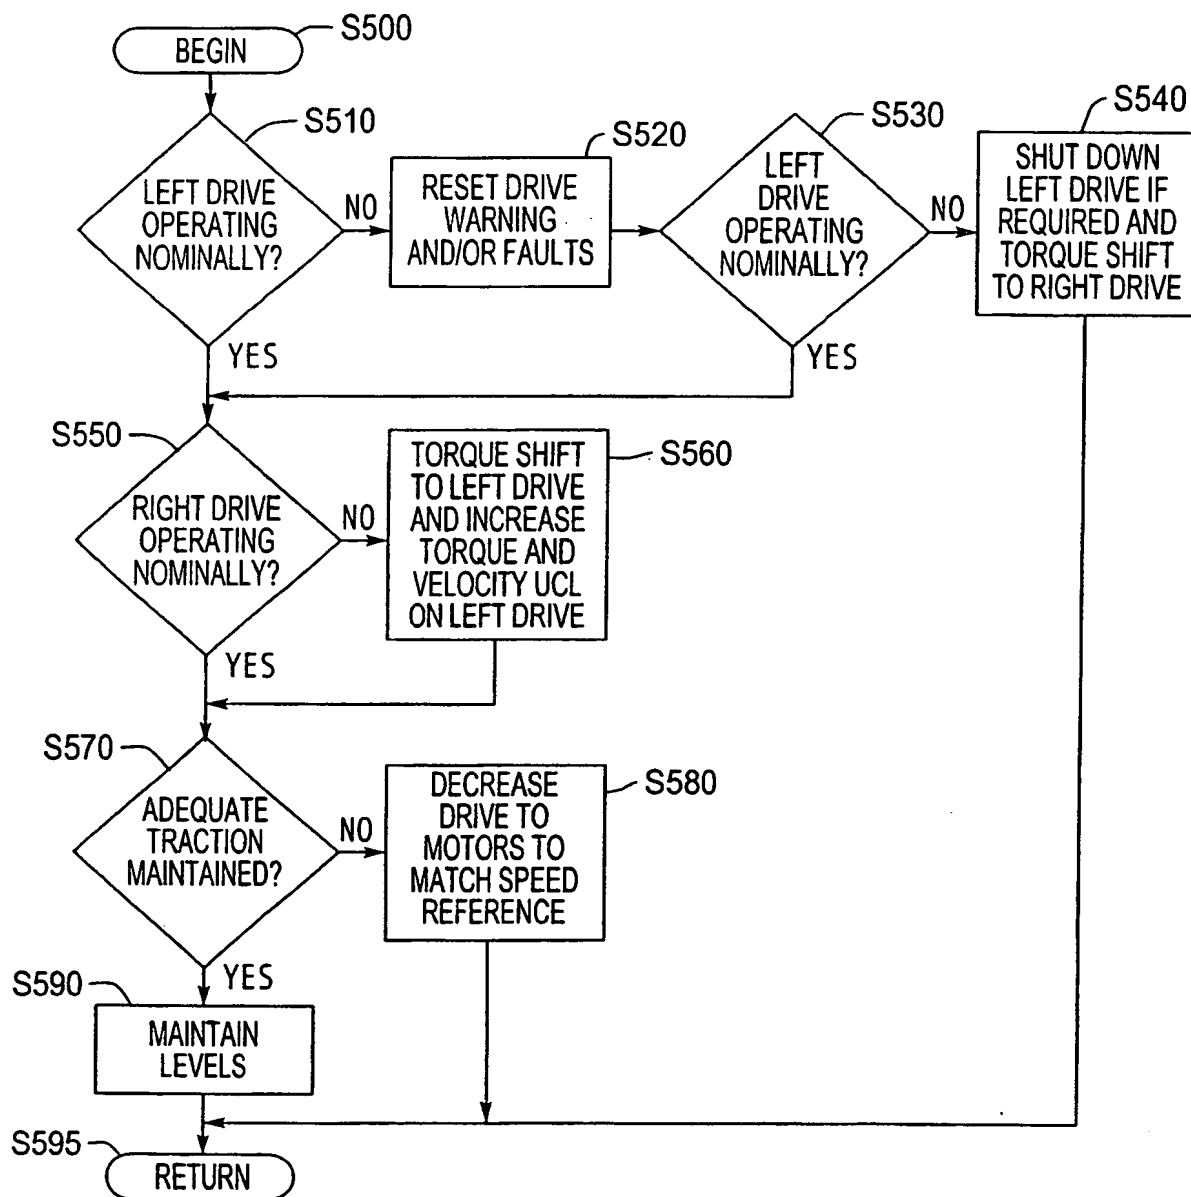 BEGIN
S500
S510
LEFT DRIVE
OPERATING
NOMINALLY?
NO
YES
S520
RESET DRIVE
WARNING
AND/OR FAULTS
S530
LEFT
DRIVE
OPERATING
NOMINALLY?
NO
YES
S540
SHUT DOWN
LEFT DRIVE IF
REQUIRED AND
TORQUE SHIFT
TO RIGHT DRIVE
S550
RIGHT DRIVE
OPERATING
NOMINALLY?
NO
YES
S560
TORQUE SHIFT
TO LEFT DRIVE
AND INCREASE
TORQUE AND
VELOCITY UCL
ON LEFT DRIVE
S570
ADEQUATE
TRACTION
MAINTAINED?
NO
YES
S580
DECREASE
DRIVE TO
MOTORS TO
MATCH SPEED
REFERENCE
S590
MAINTAIN
LEVELS
S595
RETURN